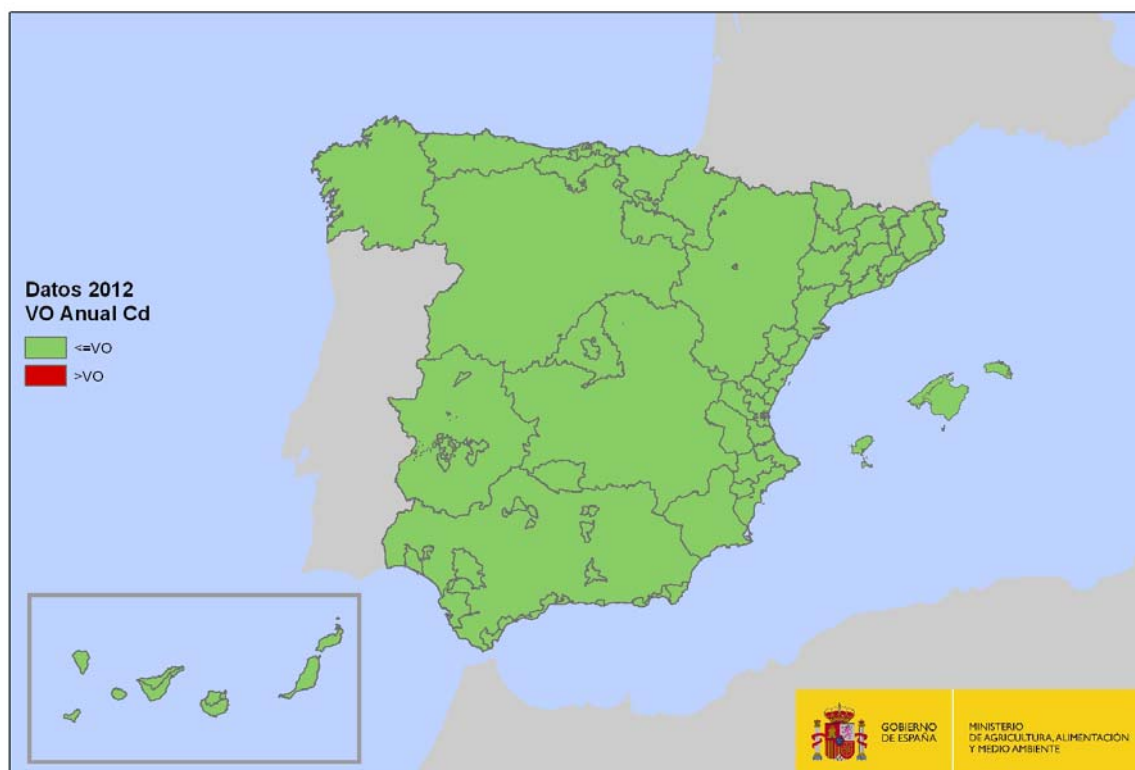 Datos 2012
VO Anual Cd
<=VO
>VO
GOBIERNO
DE ESPAÑA
MINISTERIO
DE AGRICULTURA, ALIMENTACIÓN
Y MEDIO AMBIENTE